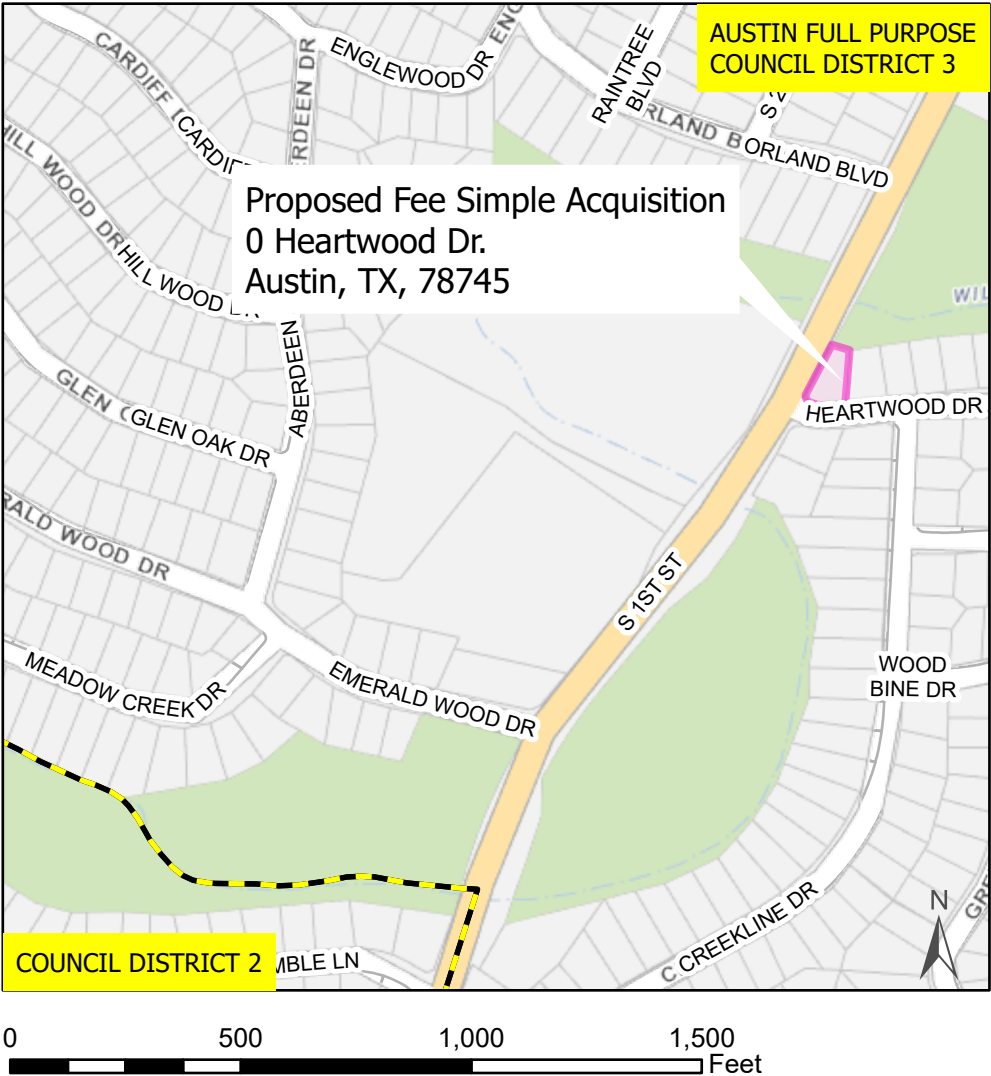 AUSTIN FULL PURPOSE
COUNCIL DISTRICT 3
ENGLEWOOD DR
CARDIFF
CARDIFF
RAINTREE
BLVD
S 2
ORLAND BLVD
HILL WOOD DR
HILL WOOD DR
Proposed Fee Simple Acquisition
0 Heartwood Dr.
Austin, TX, 78745
ABERDEEN
GLEN
GLEN OAK DR
HEARTWOOD DR
WOOD DR
S 1ST ST
MEADOW CREEK DR
EMERALD WOOD DR
WOOD
BINE DR
CREEKLINE DR
N
COUNCIL DISTRICT 2
MBLE LN
0 500 1,000 1,500
Feet